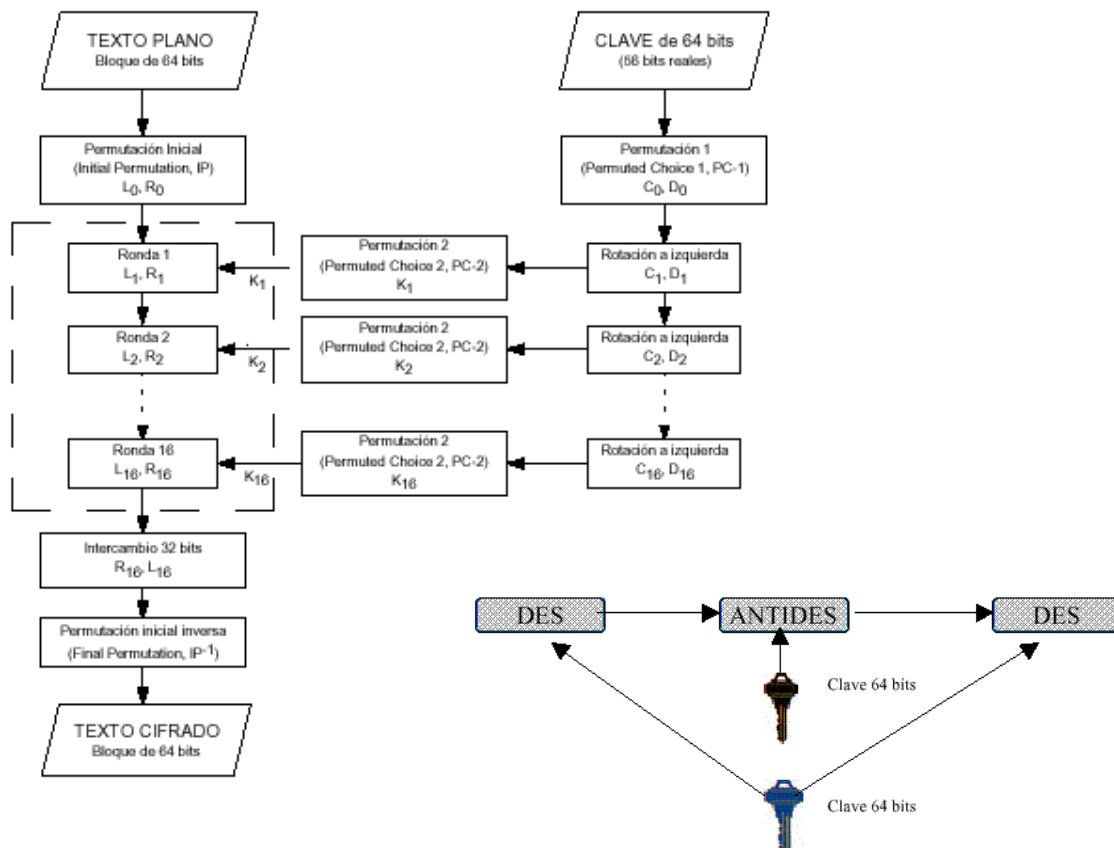 TEXTO PLANO
Bloque de 64 bits
CLAVE de 64 bits
(56 bits reales)
Permutación Inicial
(Initial Permutation, IP)
L0, R0
Permutación 1
(Permuted Choice 1, PC-1)
C0, D0
Ronda 1
L1, R1
K1
Permutación 2
(Permuted Choice 2, PC-2)
K1
Rotación a izquierda
C1, D1
Ronda 2
L2, R2
K2
Permutación 2
(Permuted Choice 2, PC-2)
K2
Rotación a izquierda
C2, D2
Ronda 16
L16, R16
K16
Permutación 2
(Permuted Choice 2, PC-2)
K16
Rotación a izquierda
C16, D16
Intercambio 32 bits
R16, L16
Permutación inicial inversa
(Final Permutation, IP-1)
TEXTO CIFRADO
Bloque de 64 bits
DES
ANTIDES
DES
Clave 64 bits
Clave 64 bits